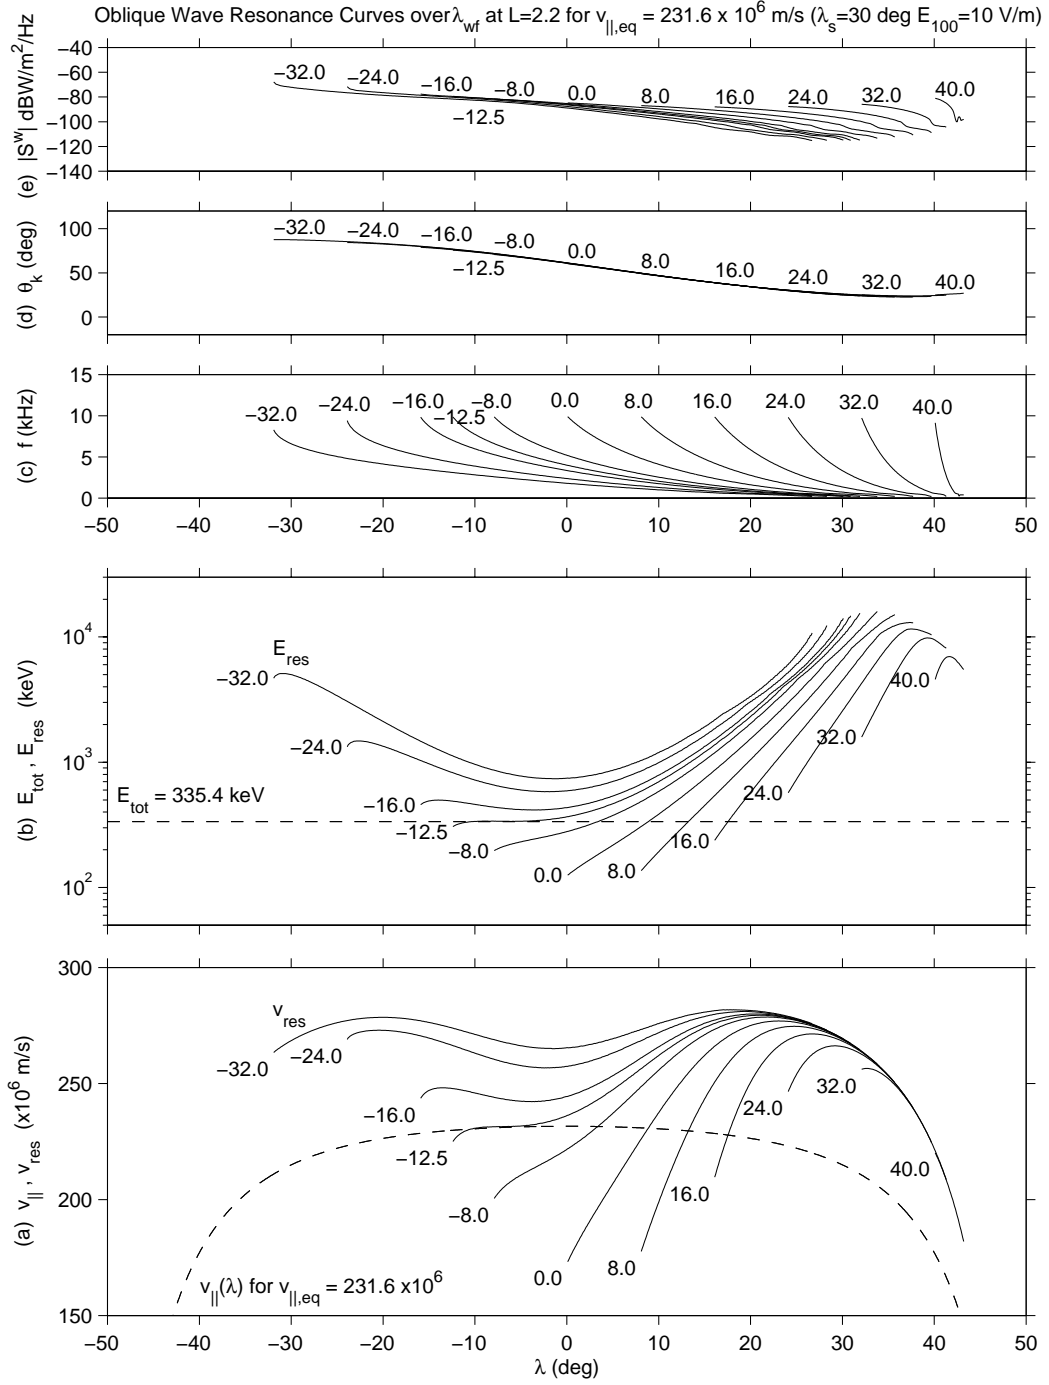 Oblique Wave Resonance Curves over λwf at L=2.2 for v||,eq = 231.6 x 10^6 m/s (λs=30 deg E100=10 V/m)
(e) |S^w| dBW/m^2/Hz
−40
−60
−80
−100
−120
−140
−32.0 −24.0 −16.0 −8.0 0.0 8.0 16.0 24.0 32.0 40.0
−12.5
(d) θk (deg)
100
50
0
−32.0 −24.0 −16.0 −8.0 0.0 8.0 16.0 24.0 32.0 40.0
−12.5
(c) f (kHz)
15
10
5
0
−32.0 −24.0 −16.0 −12.5 −8.0 0.0 8.0 16.0 24.0 32.0 40.0
−50 −40 −30 −20 −10 0 10 20 30 40 50
(b) Etot , Eres (keV)
10^4
10^3
10^2
Eres
−32.0
−24.0
Etot = 335.4 keV
−16.0
−12.5
−8.0
0.0
8.0
16.0
24.0
32.0
40.0
(a) v|| , vres (x10^6 m/s)
300
250
200
150
vres
−32.0
−24.0
−16.0
−12.5
−8.0
0.0
8.0
16.0
24.0
32.0
40.0
v||(λ) for v||,eq = 231.6 x10^6
−50 −40 −30 −20 −10 0 10 20 30 40 50
λ (deg)